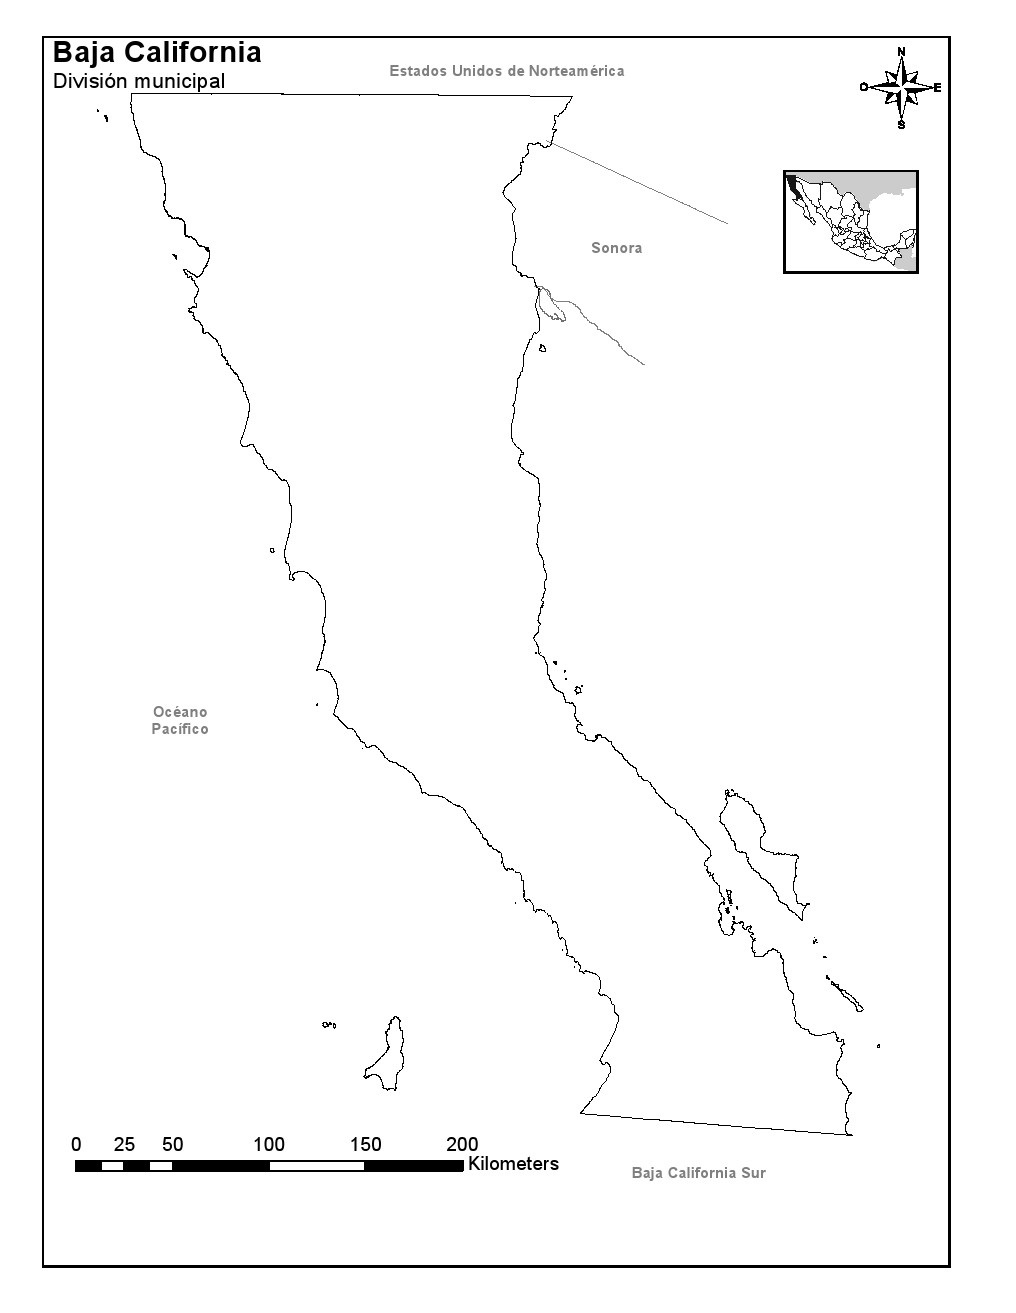 Baja California
División municipal
Estados Unidos de Norteamérica
N
O
E
S
Sonora
Océano
Pacífico
0 25 50 100 150 200
Kilometers
Baja California Sur